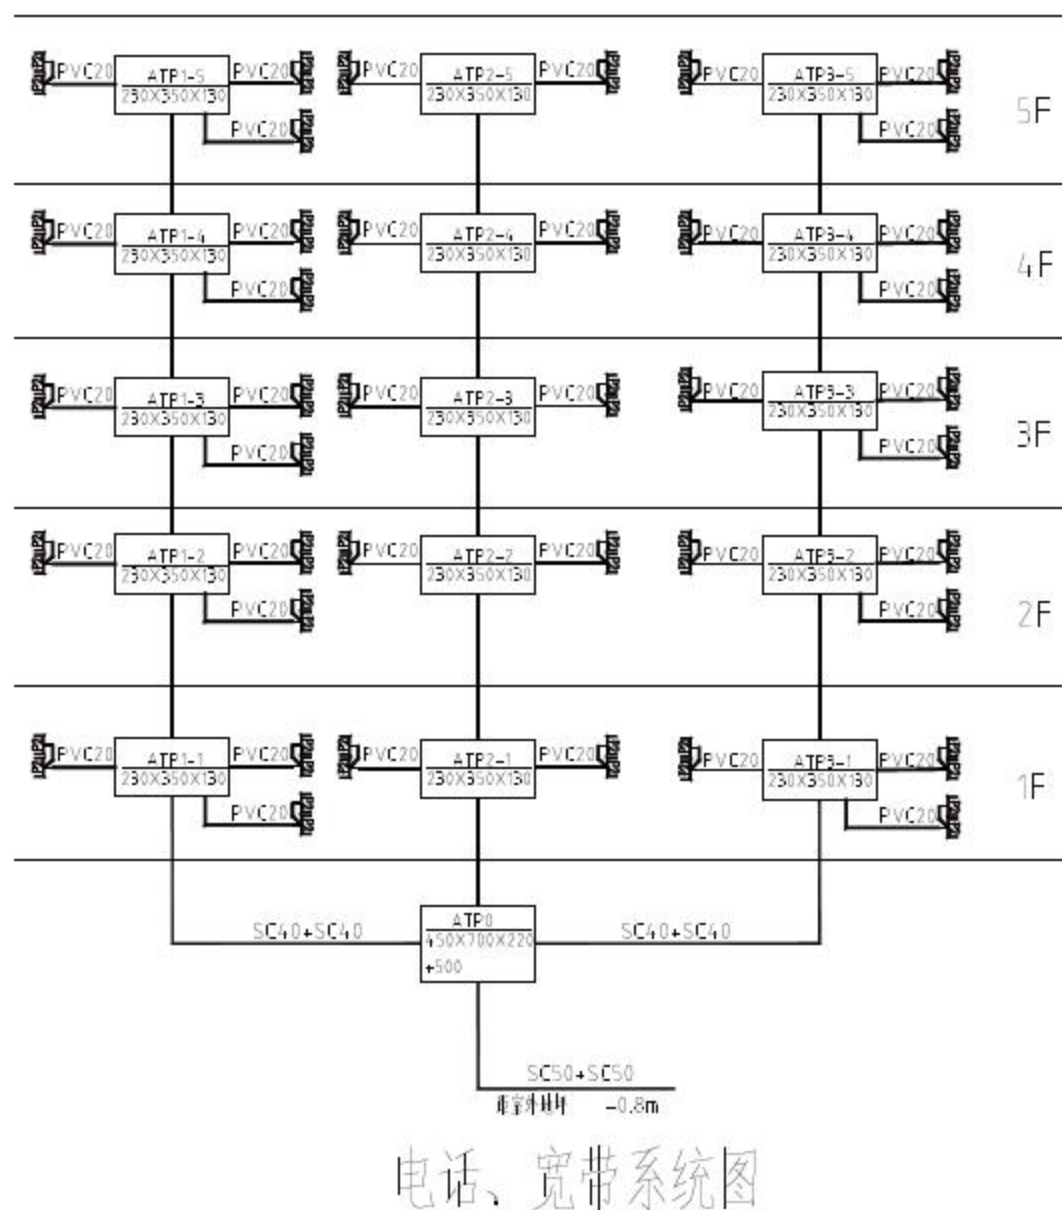 PVC20 ATP1-5 PVC20 PVC20 ATP2-5 PVC20 PVC20 ATP3-5 PVC20
230X350X130 230X350X130 230X350X130
PVC20 PVC20
5F
PVC20 ATP1-4 PVC20 PVC20 ATP2-4 PVC20 PVC20 ATP3-4 PVC20
230X350X130 230X350X130 230X350X130
4F
PVC20 PVC20
PVC20 ATP1-3 PVC20 PVC20 ATP2-3 PVC20 PVC20 ATP3-3 PVC20
230X350X130 230X350X130 230X350X130
3F
PVC20 PVC20
PVC20 ATP1-2 PVC20 PVC20 ATP2-2 PVC20 PVC20 ATP3-2 PVC20
230X350X130 230X350X130 230X350X130
PVC20 PVC20
2F
PVC20 ATP1-1 PVC20 PVC20 ATP2-1 PVC20 PVC20 ATP3-1 PVC20
230X350X130 230X350X130 230X350X130
1F
PVC20 PVC20
ATP0
SC40+SC40 450X700X220 SC40+SC40
+500
SC50+SC50
室外 -0.8m
电话、宽带系统图